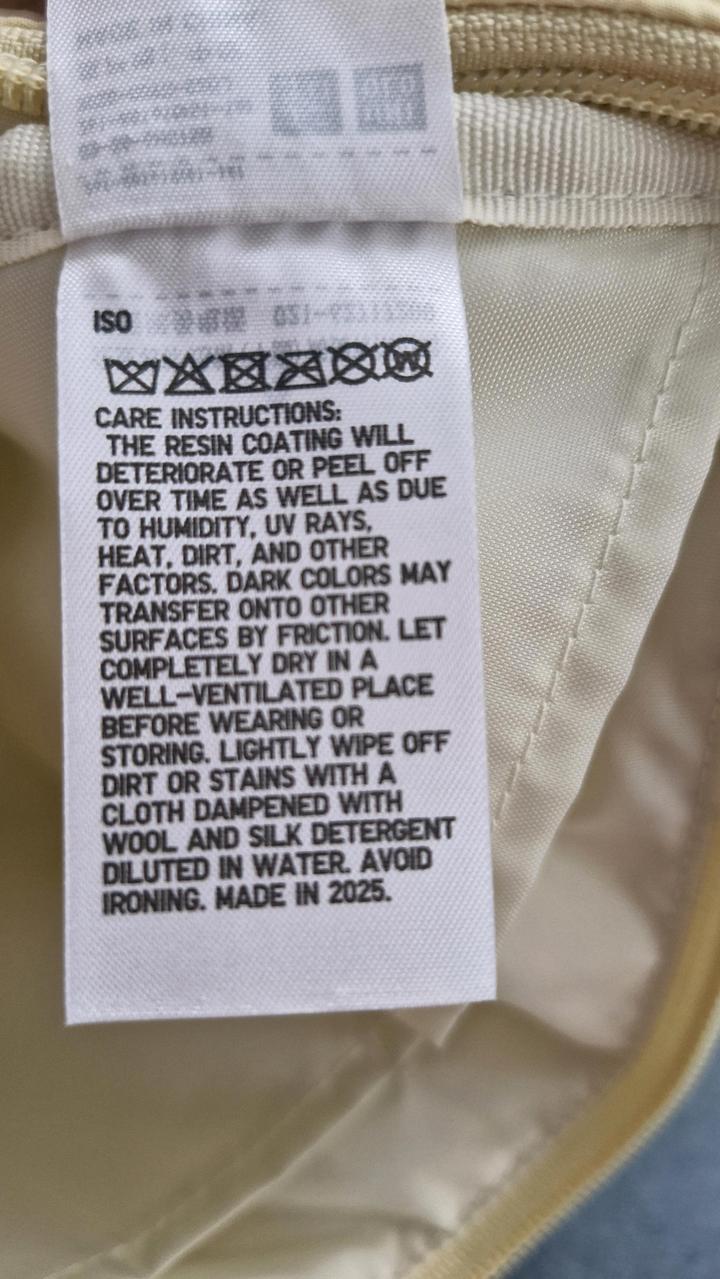 ISO
CARE INSTRUCTIONS:
THE RESIN COATING WILL
DETERIORATE OR PEEL OFF
OVER TIME AS WELL AS DUE
TO HUMIDITY, UV RAYS,
HEAT, DIRT, AND OTHER
FACTORS. DARK COLORS MAY
TRANSFER ONTO OTHER
SURFACES BY FRICTION. LET
COMPLETELY DRY IN A
WELL-VENTILATED PLACE
BEFORE WEARING OR
STORING. LIGHTLY WIPE OFF
DIRT OR STAINS WITH A
CLOTH DAMPENED WITH
WOOL AND SILK DETERGENT
DILUTED IN WATER. AVOID
IRONING. MADE IN 2025.